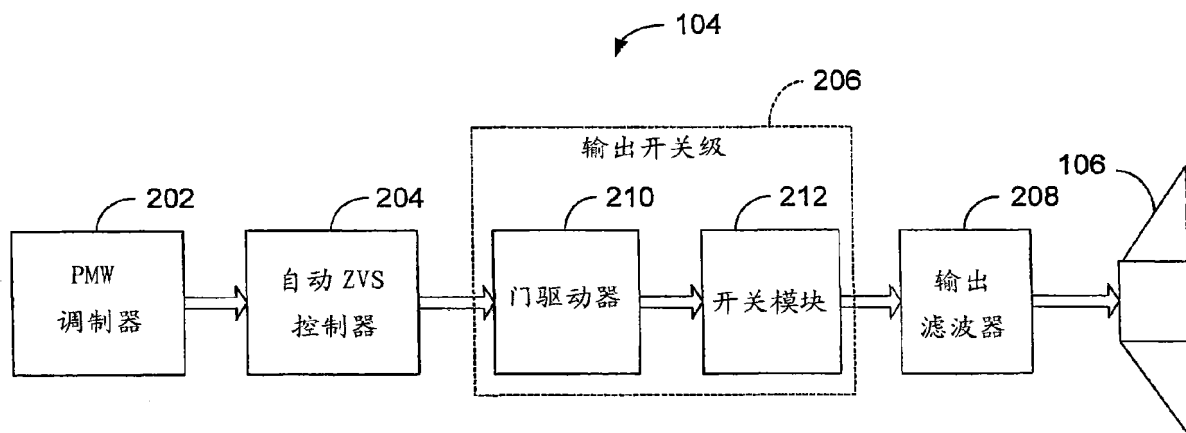 104
206
输出开关级
202
204
210
212
208
106
PMW
调制器
自动 ZVS
控制器
门驱动器
开关模块
输出
滤波器